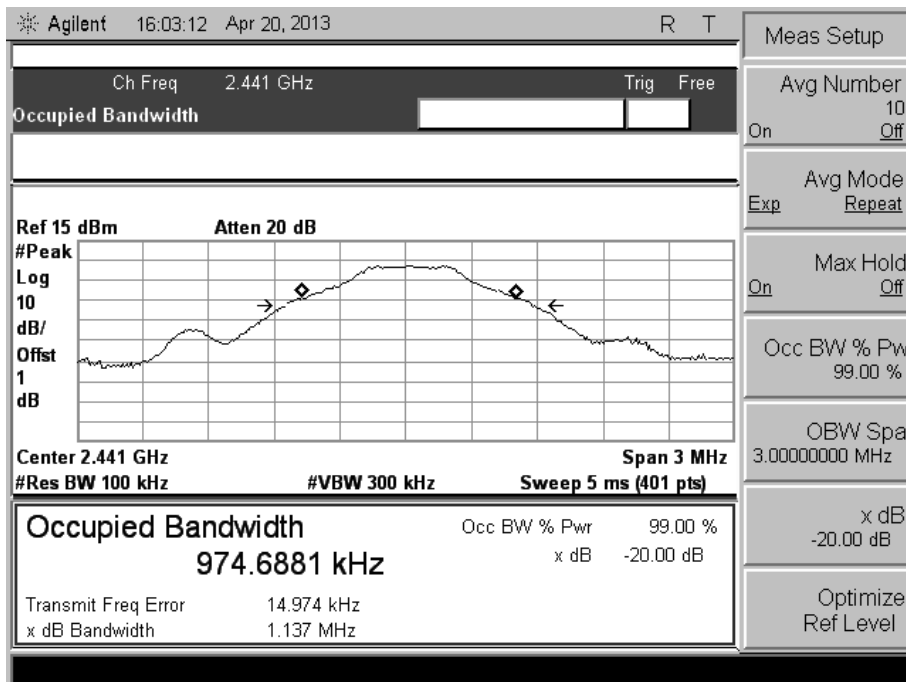 Agilent 16:03:12 Apr 20, 2013 R T
Ch Freq 2.441 GHz Trig Free
Occupied Bandwidth
Ref 15 dBm Atten 20 dB
#Peak
Log
10
dB/
Offst
1
dB
Center 2.441 GHz Span 3 MHz
#Res BW 100 kHz #VBW 300 kHz Sweep 5 ms (401 pts)
Occupied Bandwidth
974.6881 kHz
Occ BW % Pwr 99.00 %
x dB -20.00 dB
Transmit Freq Error 14.974 kHz
x dB Bandwidth 1.137 MHz
Meas Setup
Avg Number
10
On Off
Avg Mode
Exp Repeat
Max Hold
On Off
Occ BW % Pw
99.00 %
OBW Spa
3.00000000 MHz
x dB
-20.00 dB
Optimize
Ref Level